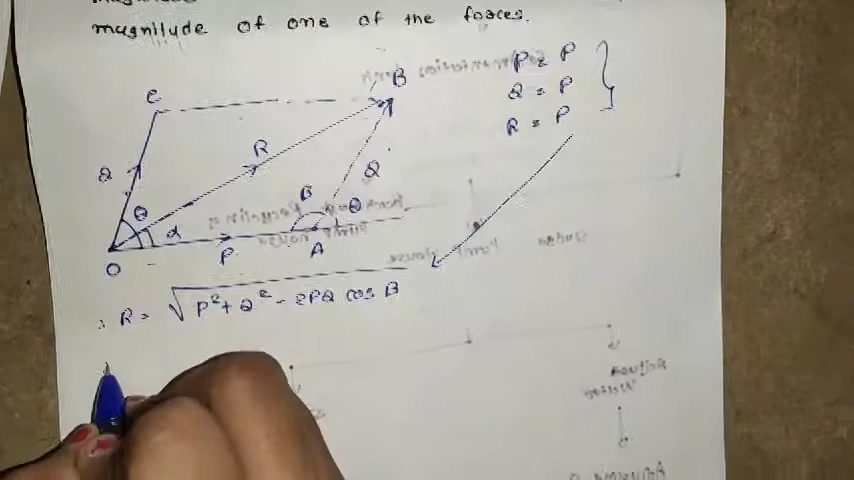 magnitude of one of the forces.
P = P
Q = P
R = P
C
B
R
Q
Q
B
θ
θ
α
P
A
O
∴ R = √P² + Q² - 2PQ cos B